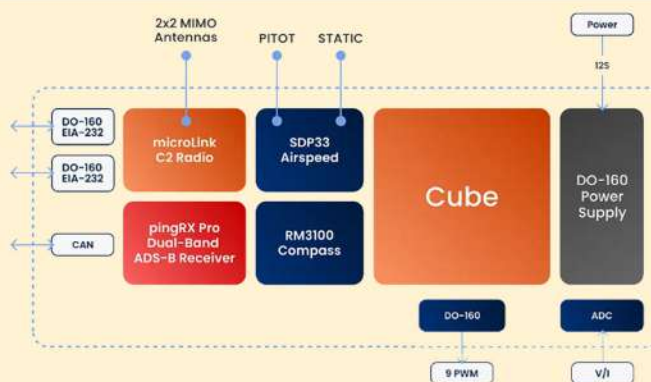 2x2 MIMO
Antennas
PITOT
STATIC
Power
12S
DO-160
EIA-232
DO-160
EIA-232
CAN
microLink
C2 Radio
SDP33
Airspeed
pingRX Pro
Dual-Band
ADS-B Receiver
RM3100
Compass
Cube
DO-160
Power
Supply
DO-160
ADC
9 PWM
V/I